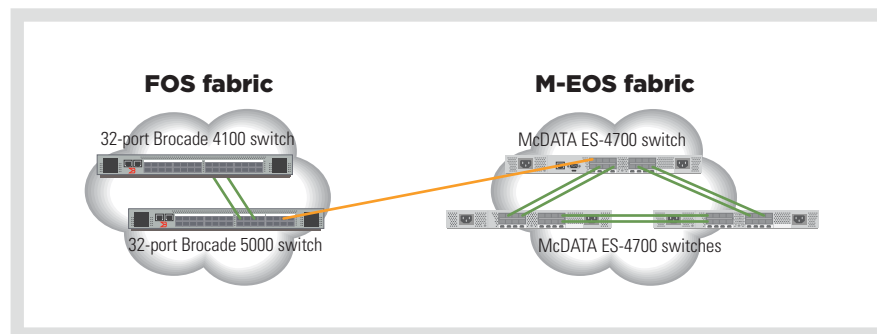 FOS fabric
M-EOS fabric
32-port Brocade 4100 switch
McDATA ES-4700 switch
32-port Brocade 5000 switch
McDATA ES-4700 switches